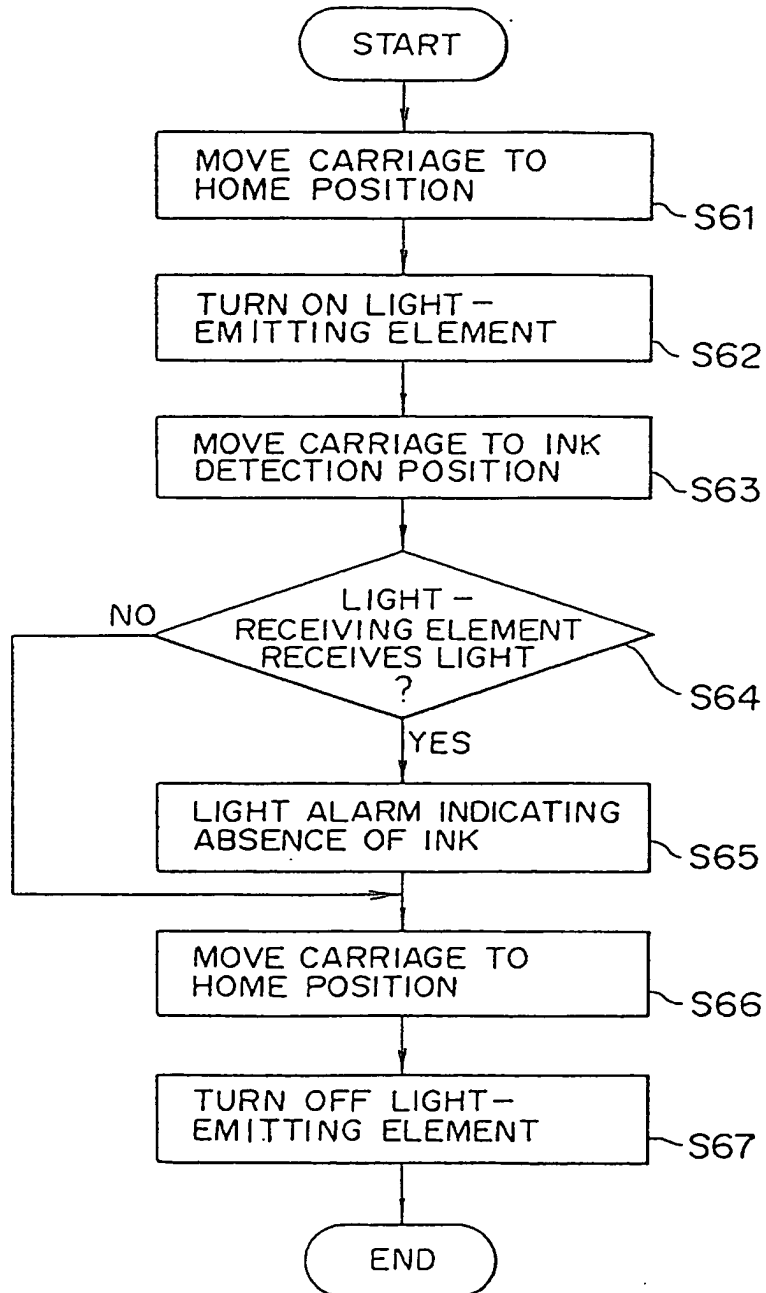 START
MOVE CARRIAGE TO
HOME POSITION
S61
TURN ON LIGHT-
EMITTING ELEMENT
S62
MOVE CARRIAGE TO INK
DETECTION POSITION
S63
NO
LIGHT-
RECEIVING ELEMENT
RECEIVES LIGHT
?
S64
YES
LIGHT ALARM INDICATING
ABSENCE OF INK
S65
MOVE CARRIAGE TO
HOME POSITION
S66
TURN OFF LIGHT-
EMITTING ELEMENT
S67
END